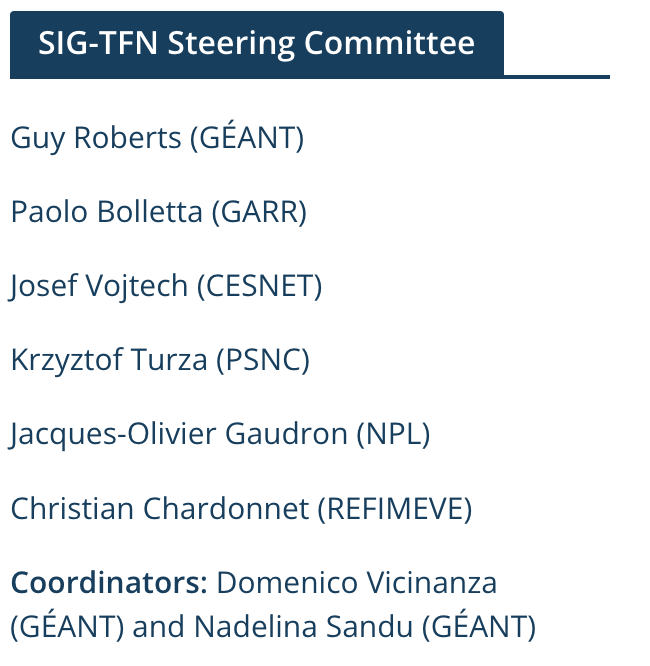 SIG-TFN Steering Committee
Guy Roberts (GÉANT)
Paolo Bolletta (GARR)
Josef Vojtech (CESNET)
Krzyztof Turza (PSNC)
Jacques-Olivier Gaudron (NPL)
Christian Chardonnet (REFIMEVE)
Coordinators: Domenico Vicinanza
(GÉANT) and Nadelina Sandu (GÉANT)